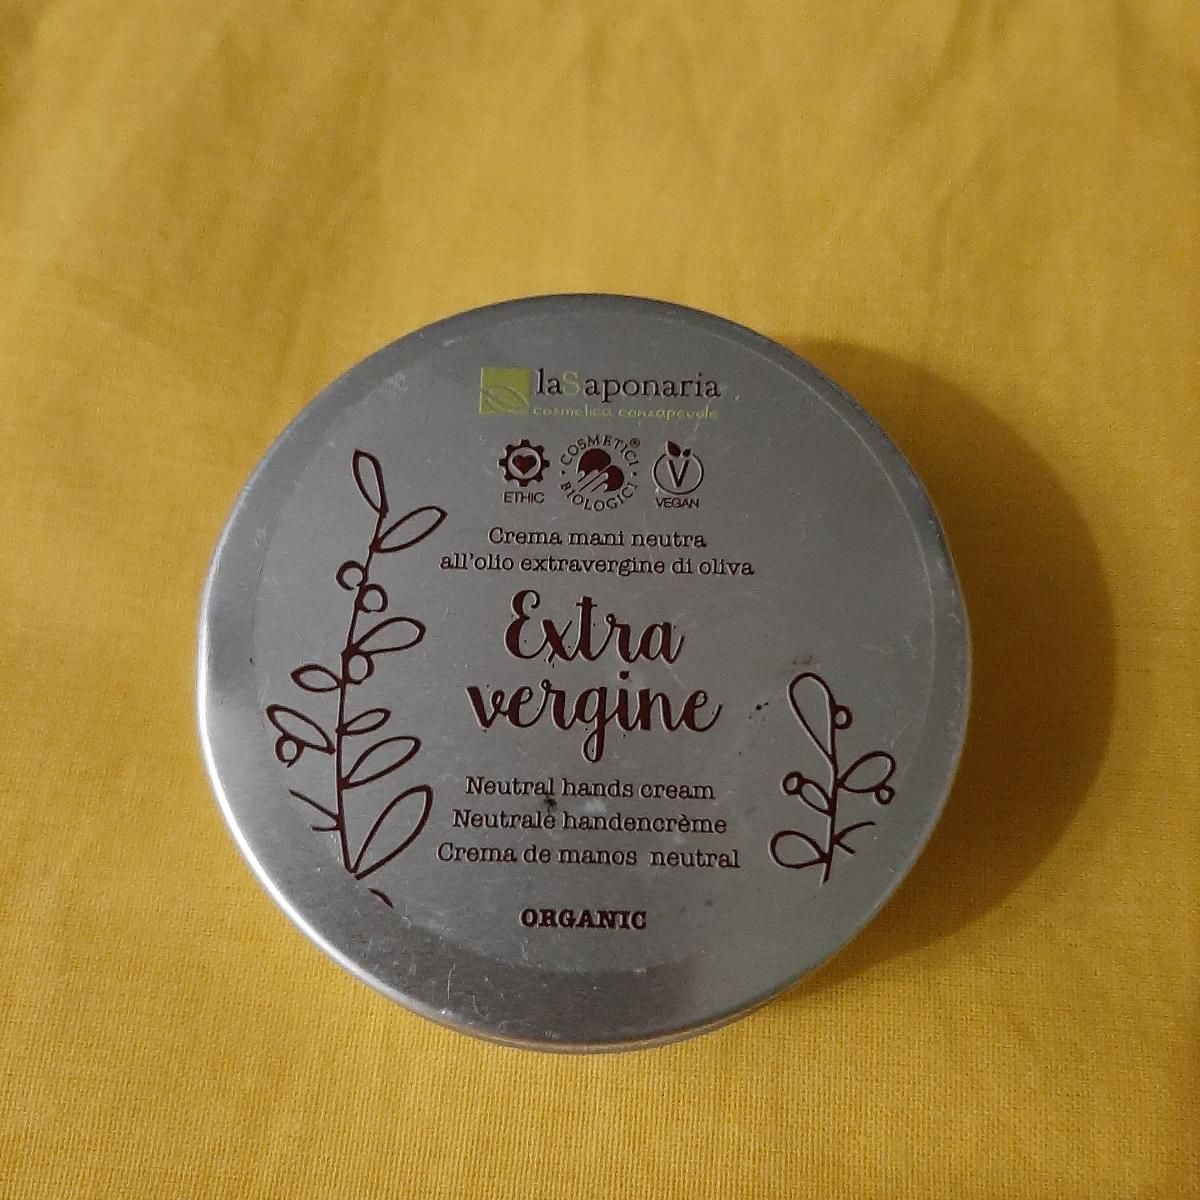 laSaponaria
cosmetica consapevole
ETHIC
COSMETICI®
BIOLOGICI
V
VEGAN
Crema mani neutra
all'olio extravergine di oliva
Extra
vergine
Neutral hands cream
Neutrale handencrème
Crema de manos neutral
ORGANIC